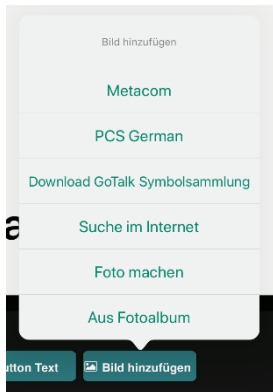 Bild hinzufügen
Metacom
PCS German
Download GoTalk Symbolsammlung
Suche im Internet
Foto machen
Aus Fotoalbum
a
utton Text
Bild hinzufügen